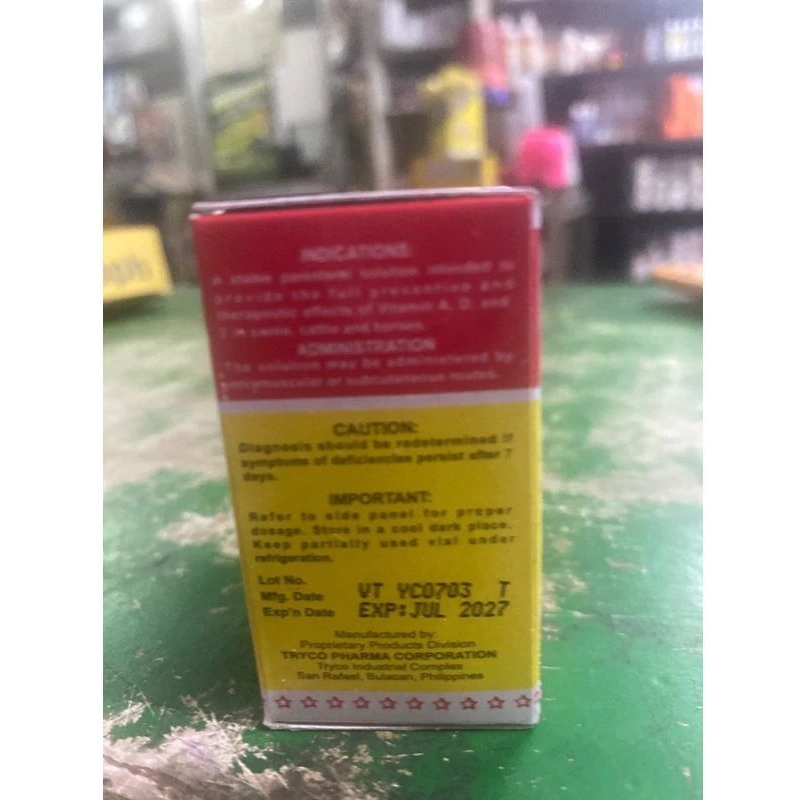 INDICATIONS:
A stable parenteral solution intended to
provide the full preventive and
therapeutic effects of Vitamin A, D, and
in swine, cattle and horses.
ADMINISTRATION
The solution may be administered by
intramuscular or subcutaneous routes.
CAUTION:
Diagnosis should be redetermined if
symptoms of deficiencies persist after 7
days.
IMPORTANT:
Refer to side panel for proper
dosage. Store in a cool dark place.
Keep partially used vial under
refrigeration.
Lot No.
Mfg. Date VT YC0703 T
Exp'n Date EXP:JUL 2027
Manufactured by:
Proprietary Products Division
TRYCO PHARMA CORPORATION
Tryco Industrial Complex
San Rafael, Bulacan, Philippines